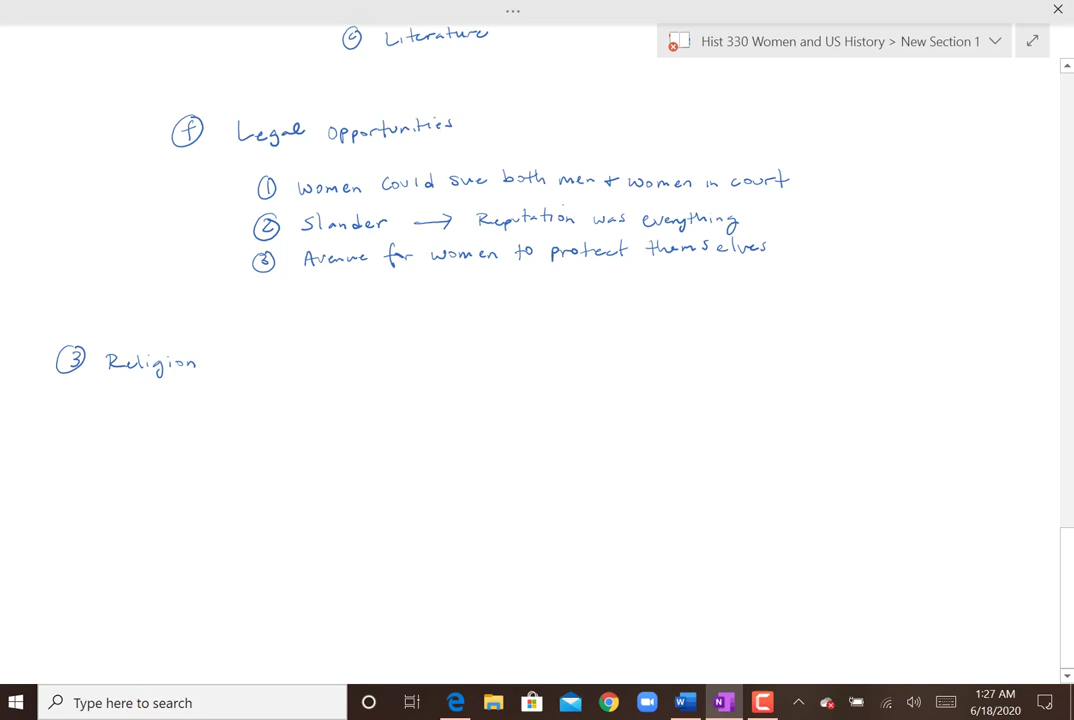 ...
© Literature
Hist 330 Women and US History > New Section 1
ⓕ Legal Opportunities
① Women could sue both men + women in court
② Slander → Reputation was everything
③ Avenue for women to protect themselves
③ Religion
Type here to search
1:27 AM
6/18/2020